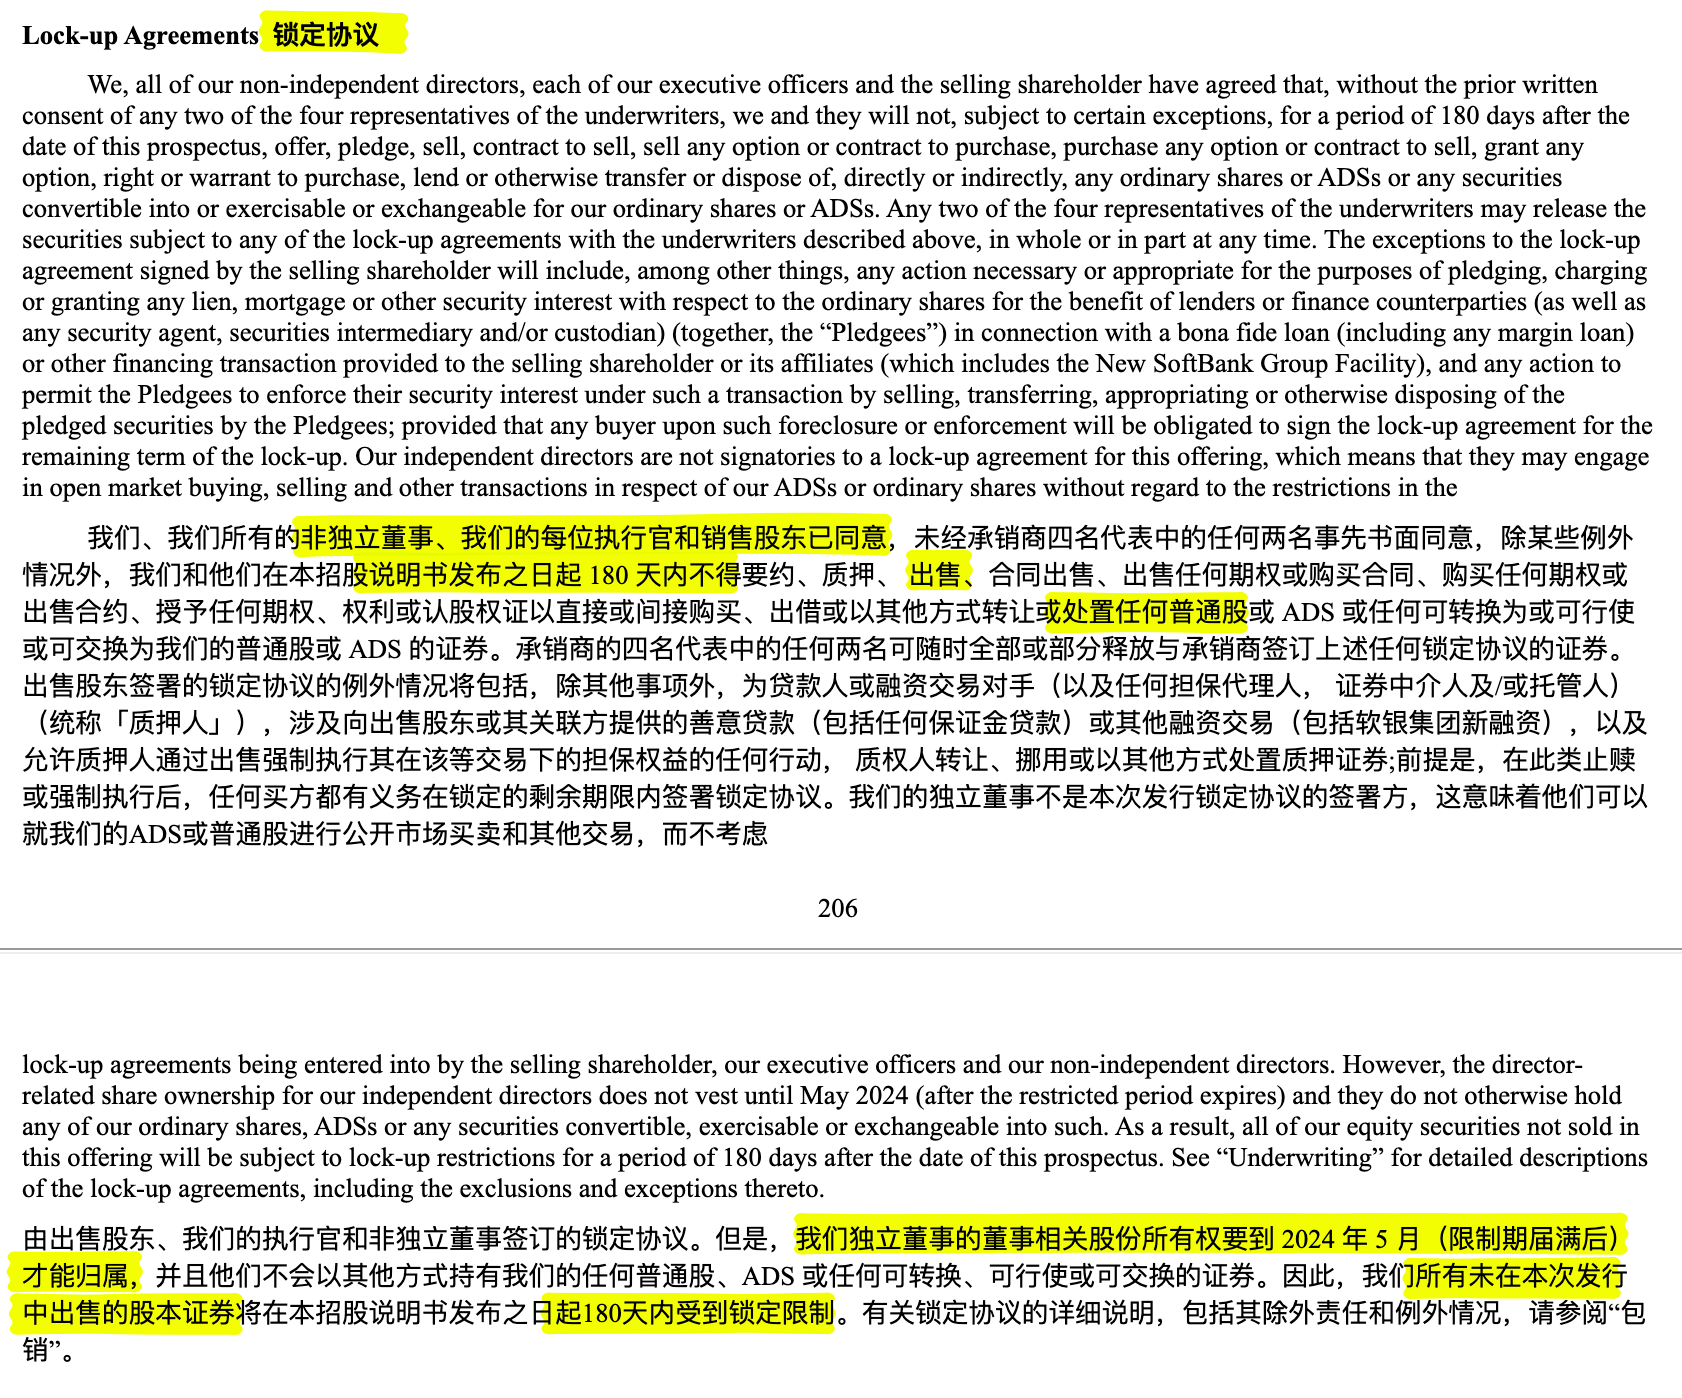 Lock-up Agreements 锁定协议
We, all of our non-independent directors, each of our executive officers and the selling shareholder have agreed that, without the prior written
consent of any two of the four representatives of the underwriters, we and they will not, subject to certain exceptions, for a period of 180 days after the
date of this prospectus, offer, pledge, sell, contract to sell, sell any option or contract to purchase, purchase any option or contract to sell, grant any
option, right or warrant to purchase, lend or otherwise transfer or dispose of, directly or indirectly, any ordinary shares or ADSs or any securities
convertible into or exercisable or exchangeable for our ordinary shares or ADSs. Any two of the four representatives of the underwriters may release the
securities subject to any of the lock-up agreements with the underwriters described above, in whole or in part at any time. The exceptions to the lock-up
agreement signed by the selling shareholder will include, among other things, any action necessary or appropriate for the purposes of pledging, charging
or granting any lien, mortgage or other security interest with respect to the ordinary shares for the benefit of lenders or finance counterparties (as well as
any security agent, securities intermediary and/or custodian) (together, the “Pledgees”) in connection with a bona fide loan (including any margin loan)
or other financing transaction provided to the selling shareholder or its affiliates (which includes the New SoftBank Group Facility), and any action to
permit the Pledgees to enforce their security interest under such a transaction by selling, transferring, appropriating or otherwise disposing of the
pledged securities by the Pledgees; provided that any buyer upon such foreclosure or enforcement will be obligated to sign the lock-up agreement for the
remaining term of the lock-up. Our independent directors are not signatories to a lock-up agreement for this offering, which means that they may engage
in open market buying, selling and other transactions in respect of our ADSs or ordinary shares without regard to the restrictions in the
我们、我们所有的非独立董事、我们的每位执行官和销售股东已同意，未经承销商四名代表中的任何两名事先书面同意，除某些例外
情况外，我们和他们在本招股说明书发布之日起 180 天内不得要约、质押、 出售、合同出售、出售任何期权或购买合同、购买任何期权或
出售合约、授予任何期权、权利或认股权证以直接或间接购买、出借或以其他方式转让或处置任何普通股或 ADS 或任何可转换为或可行使
或可交换为我们的普通股或 ADS 的证券。承销商的四名代表中的任何两名可随时全部或部分释放与承销商签订上述任何锁定协议的证券。
出售股东签署的锁定协议的例外情况将包括，除其他事项外，为贷款人或融资交易对手（以及任何担保代理人， 证券中介人及/或托管人）
（统称「质押人」），涉及向出售股东或其关联方提供的善意贷款（包括任何保证金贷款）或其他融资交易（包括软银集团新融资），以及
允许质押人通过出售强制执行其在该等交易下的担保权益的任何行动， 质权人转让、挪用或以其他方式处置质押证券;前提是，在此类止赎
或强制执行后，任何买方都有义务在锁定的剩余期限内签署锁定协议。我们的独立董事不是本次发行锁定协议的签署方，这意味着他们可以
就我们的ADS或普通股进行公开市场买卖和其他交易，而不考虑
206
lock-up agreements being entered into by the selling shareholder, our executive officers and our non-independent directors. However, the director-
related share ownership for our independent directors does not vest until May 2024 (after the restricted period expires) and they do not otherwise hold
any of our ordinary shares, ADSs or any securities convertible, exercisable or exchangeable into such. As a result, all of our equity securities not sold in
this offering will be subject to lock-up restrictions for a period of 180 days after the date of this prospectus. See “Underwriting” for detailed descriptions
of the lock-up agreements, including the exclusions and exceptions thereto.
由出售股东、我们的执行官和非独立董事签订的锁定协议。但是，我们独立董事的董事相关股份所有权要到 2024 年 5 月（限制期届满后）
才能归属，并且他们不会以其他方式持有我们的任何普通股、ADS 或任何可转换、可行使或可交换的证券。因此，我们所有未在本次发行
中出售的股本证券将在本招股说明书发布之日起180天内受到锁定限制。有关锁定协议的详细说明，包括其除外责任和例外情况，请参阅“包
销”。